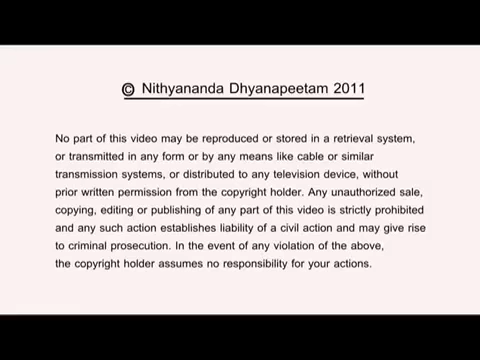 © Nithyananda Dhyanapeetam 2011
No part of this video may be reproduced or stored in a retrieval system,
or transmitted in any form or by any means like cable or similar
transmission systems, or distributed to any television device, without
prior written permission from the copyright holder. Any unauthorized sale,
copying, editing or publishing of any part of this video is strictly prohibited
and any such action establishes liability of a civil action and may give rise
to criminal prosecution. In the event of any violation of the above,
the copyright holder assumes no responsibility for your actions.